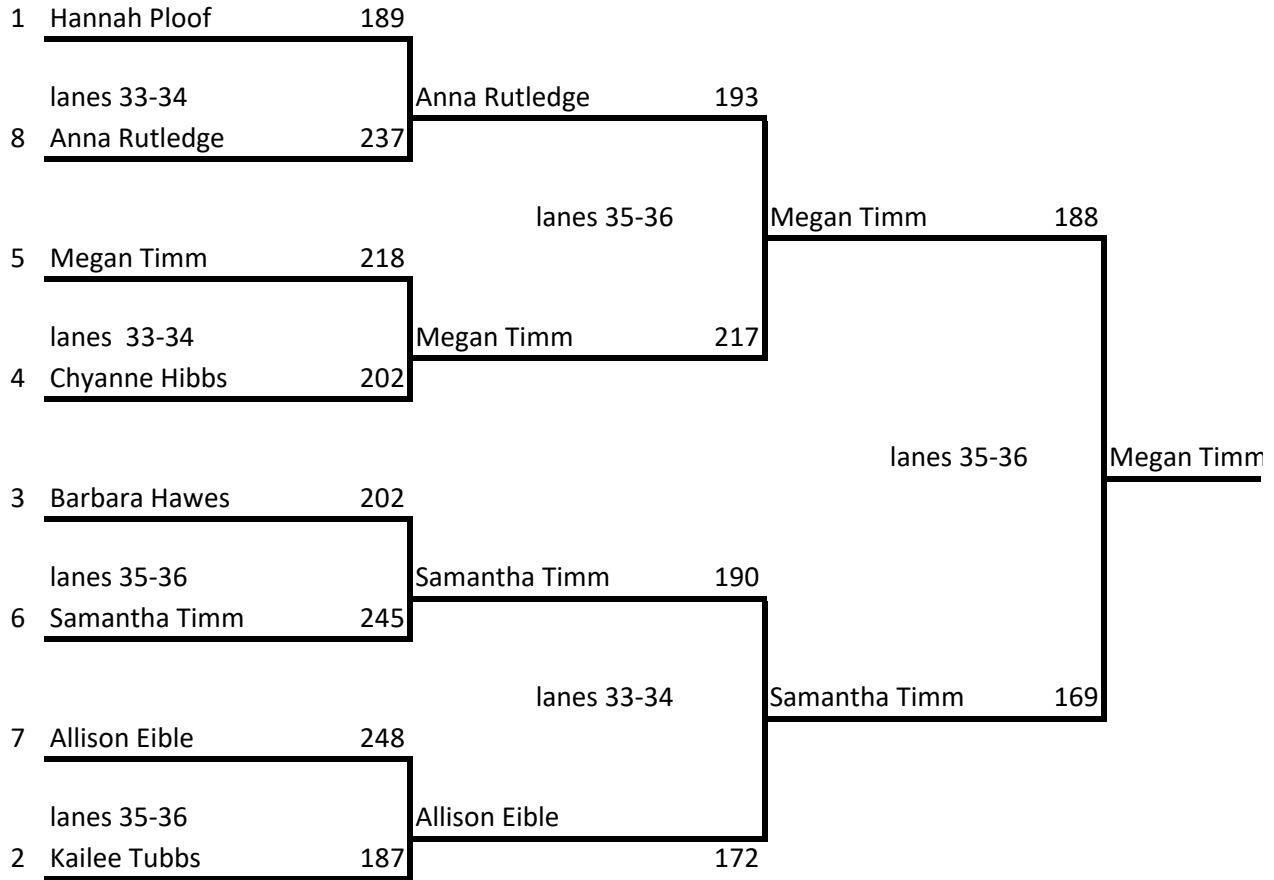 1 Hannah Ploof 189
lanes 33-34 Anna Rutledge 193
8 Anna Rutledge 237
lanes 35-36 Megan Timm 188
5 Megan Timm 218
lanes 33-34 Megan Timm 217
4 Chyanne Hibbs 202
lanes 35-36 Megan Timm
3 Barbara Hawes 202
lanes 35-36 Samantha Timm 190
6 Samantha Timm 245
lanes 33-34 Samantha Timm 169
7 Allison Eible 248
lanes 35-36 Allison Eible
2 Kailee Tubbs 187 172